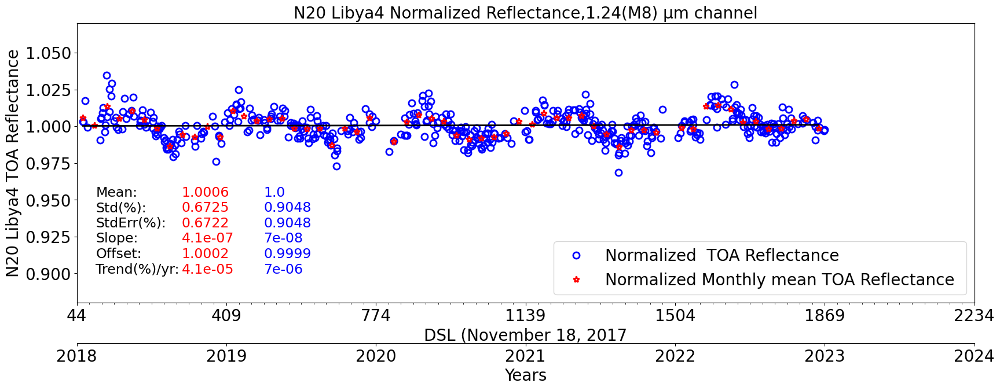 N20 Libya4 Normalized Reflectance,1.24(M8) µm channel
N20 Libya4 TOA Reflectance
1.050
1.025
1.000
0.975
0.950
0.925
0.900
Mean: 1.0006 1.0
Std(%): 0.6725 0.9048
StdErr(%): 0.6722 0.9048
Slope: 4.1e-07 7e-08
Offset: 1.0002 0.9999
Trend(%)/yr: 4.1e-05 7e-06
Normalized  TOA Reflectance
Normalized Monthly mean TOA Reflectance
44 409 774 1139 1504 1869 2234
DSL (November 18, 2017
2018 2019 2020 2021 2022 2023 2024
Years